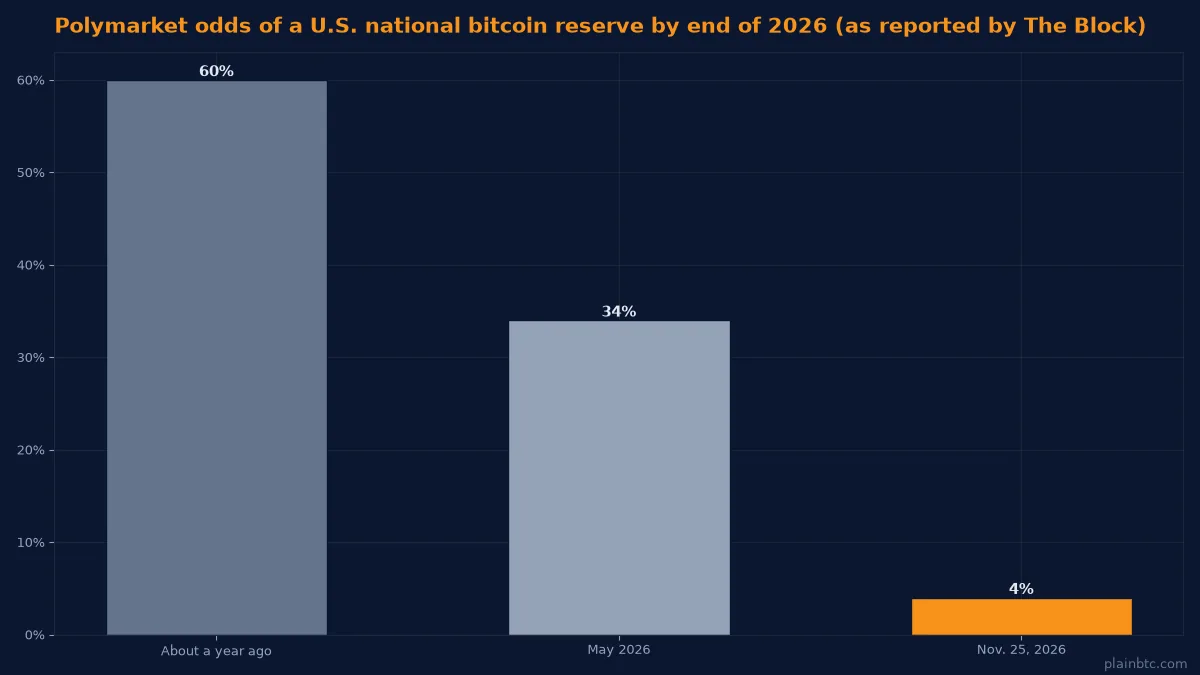 Polymarket odds of a U.S. national bitcoin reserve by end of 2026 (as reported by The Block)
60%
60%
50%
40%
34%
30%
20%
10%
4%
0%
About a year ago
May 2026
Nov. 25, 2026
plainbtc.com